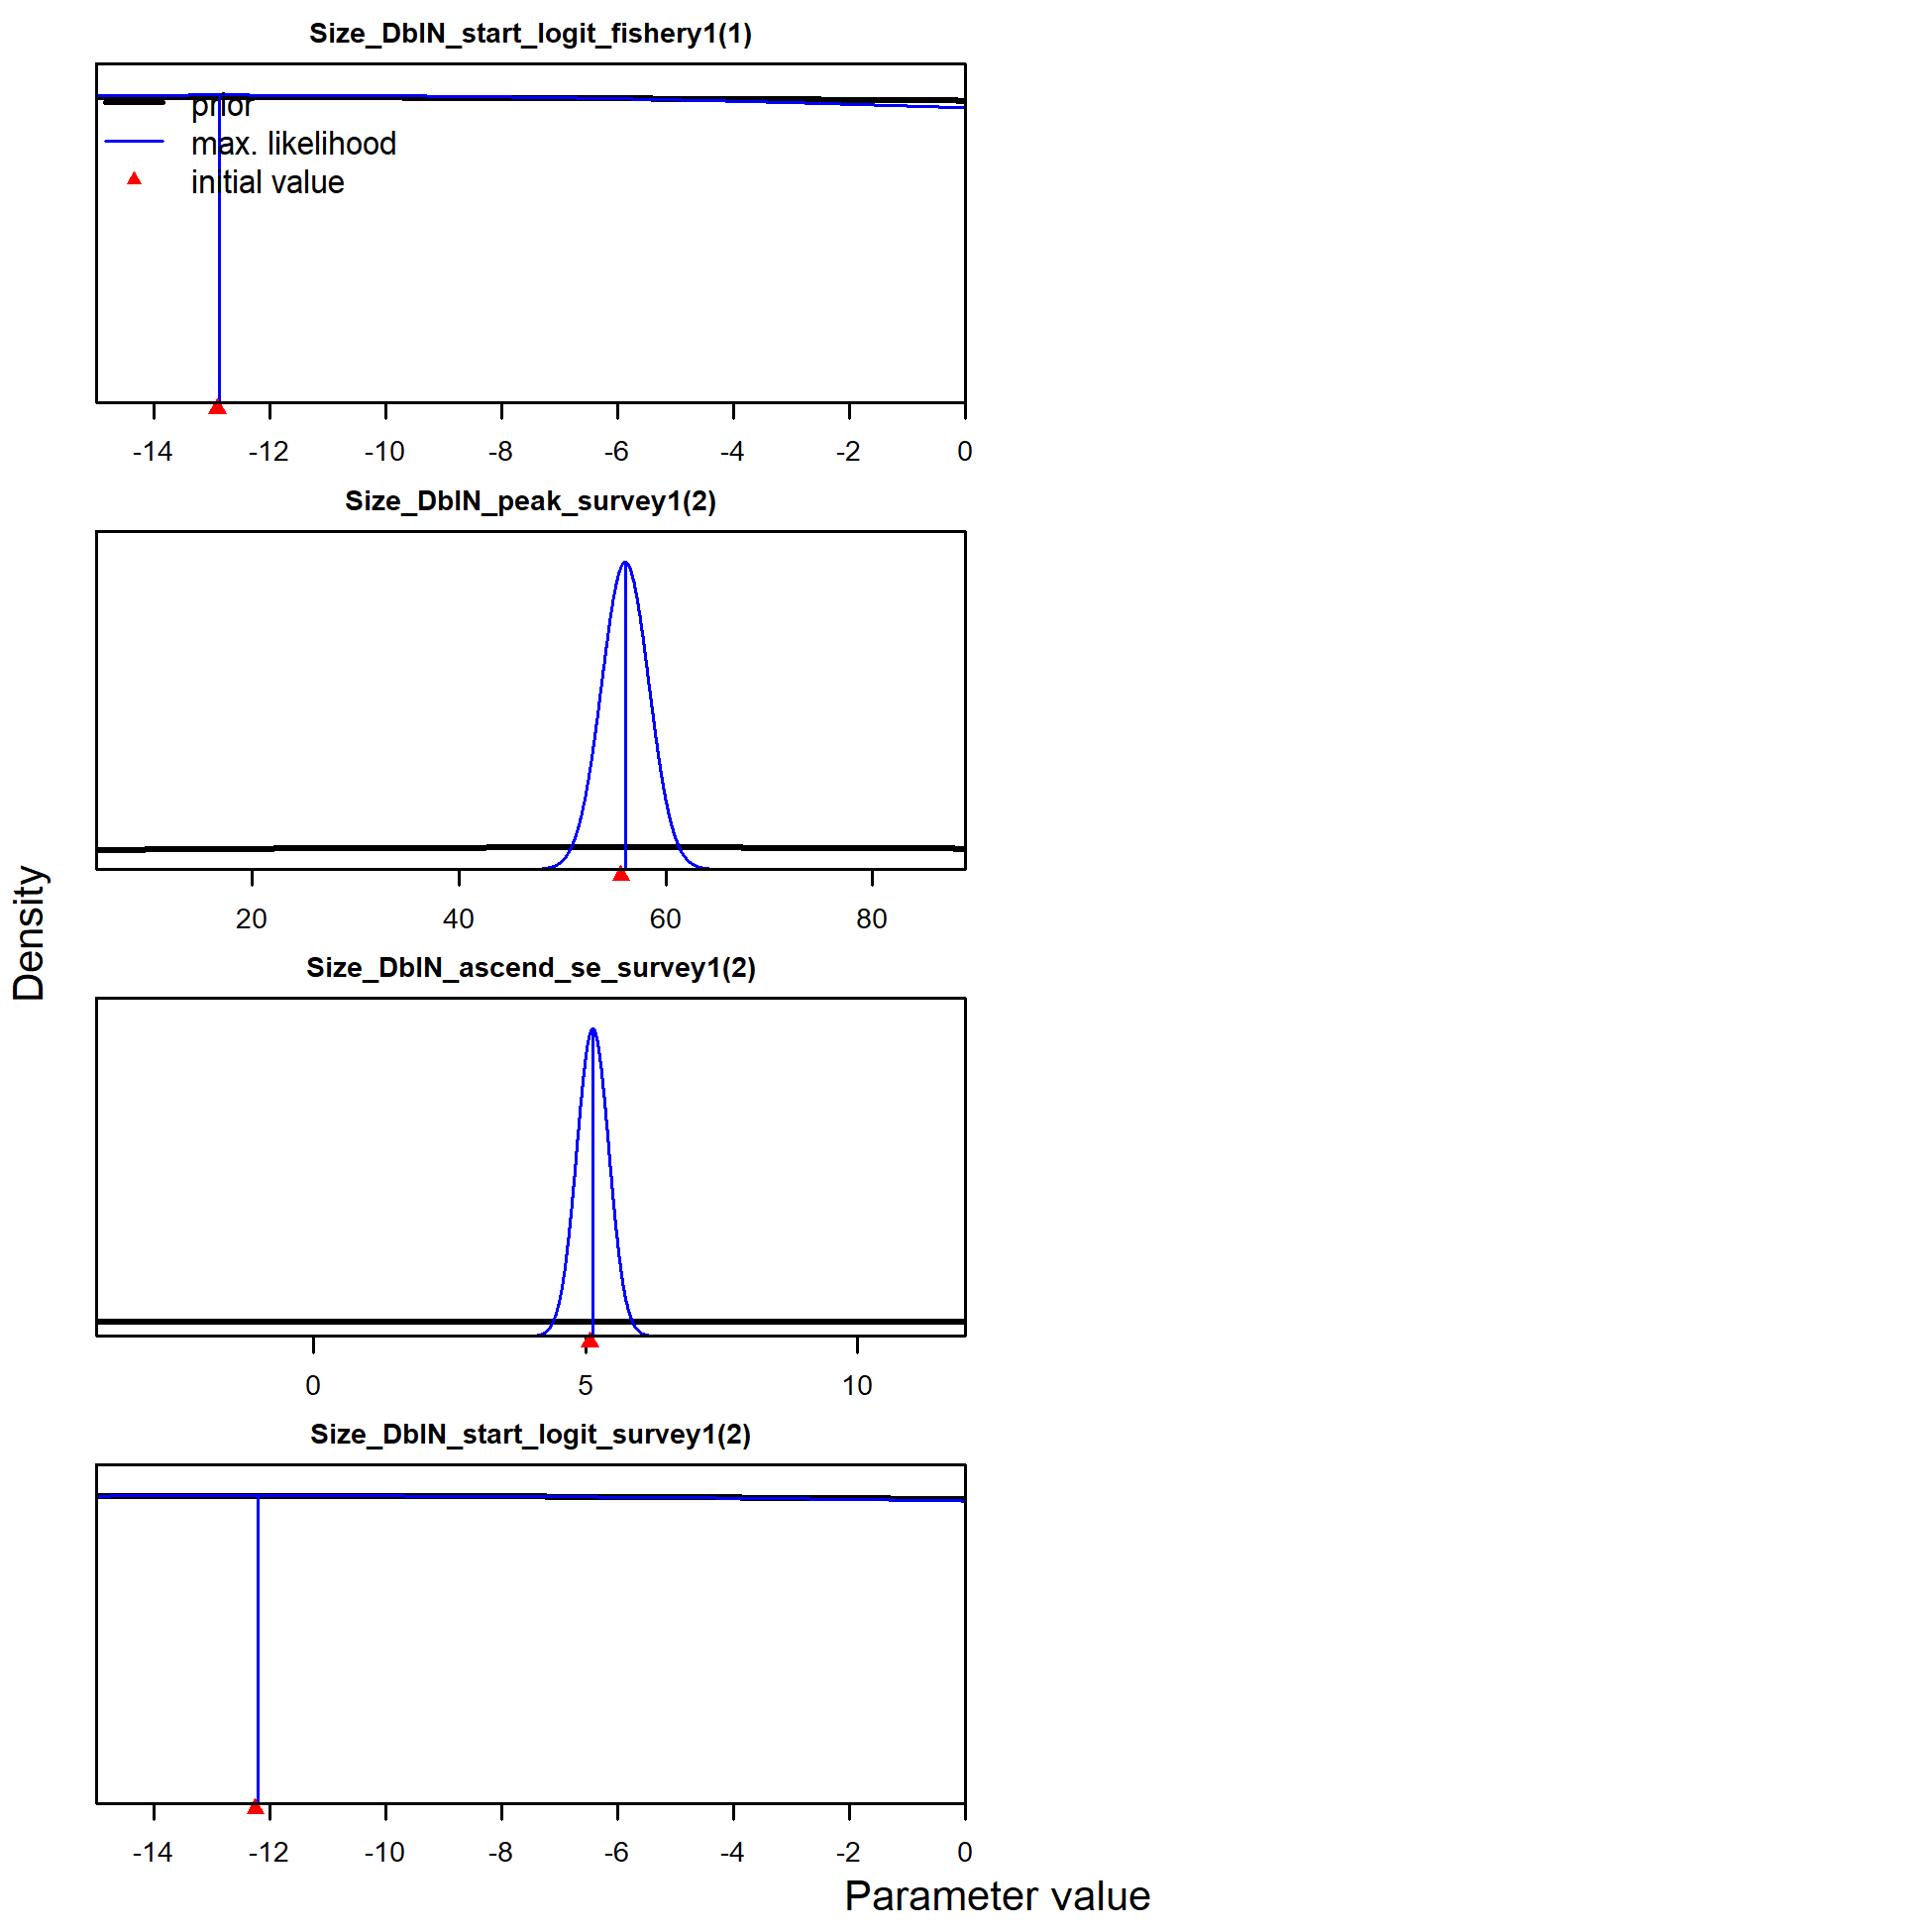 Size_DblN_start_logit_fishery1(1)
prior
max. likelihood
initial value
-14 -12 -10 -8 -6 -4 -2 0
Size_DblN_peak_survey1(2)
20 40 60 80
Size_DblN_ascend_se_survey1(2)
0 5 10
Size_DblN_start_logit_survey1(2)
-14 -12 -10 -8 -6 -4 -2 0
Density
Parameter value